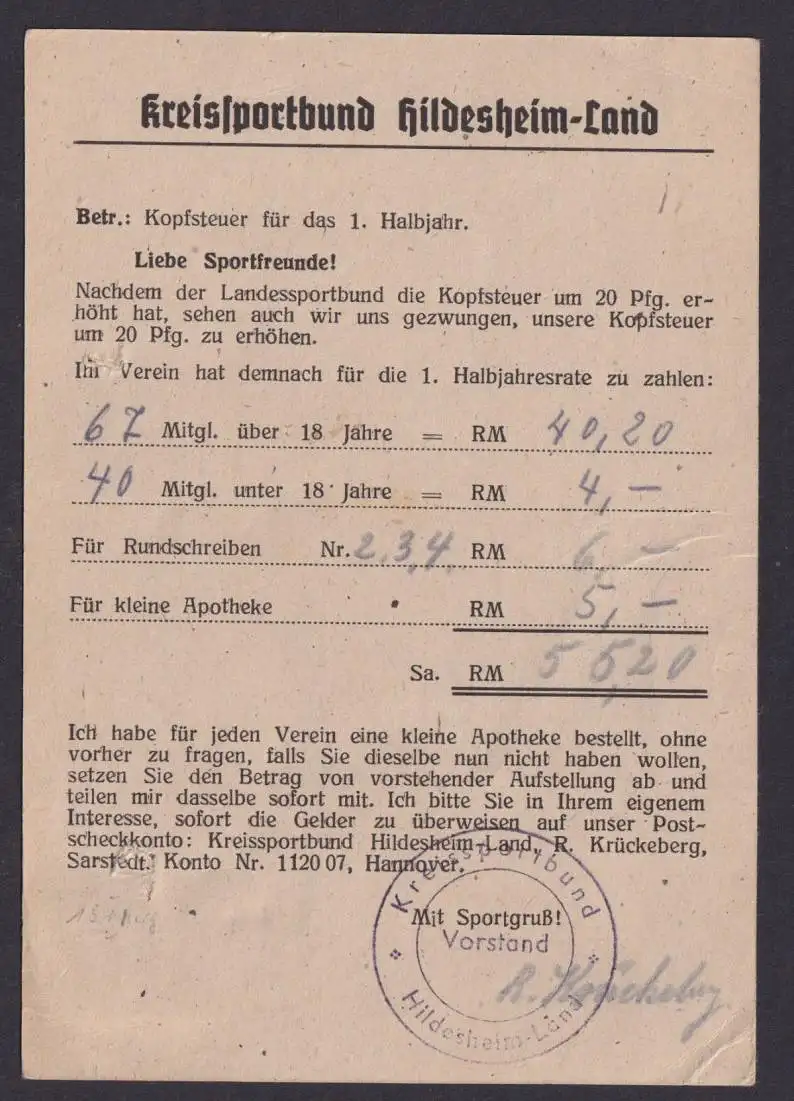 Kreissportbund Hildesheim-Land
Betr.: Kopfsteuer für das 1. Halbjahr.
Liebe Sportfreunde!
Nachdem der Landessportbund die Kopfsteuer um 20 Pfg. er-
höht hat, sehen auch wir uns gezwungen, unsere Kopfsteuer
um 20 Pfg. zu erhöhen.
Ihr Verein hat demnach für die 1. Halbjahresrate zu zahlen:
67 Mitgl. über 18 Jahre = RM 40,20
40 Mitgl. unter 18 Jahre = RM 4,—
Für Rundschreiben Nr. 2.3.4. RM 6,—
Für kleine Apotheke RM 5,—
Sa. RM 55,20
Ich habe für jeden Verein eine kleine Apotheke bestellt, ohne
vorher zu fragen, falls Sie dieselbe nun nicht haben wollen,
setzen Sie den Betrag von vorstehender Aufstellung ab und
teilen mir dasselbe sofort mit. Ich bitte Sie in Ihrem eigenem
Interesse, sofort die Gelder zu überweisen auf unser Post-
scheckkonto: Kreissportbund Hildesheim-Land, R. Krückeberg,
Sarstedt. Konto Nr. 1120 07, Hannover.
Kreissportbund
Mit Sportgruß!
Vorstand
R. Krückeberg
Hildesheim-Land